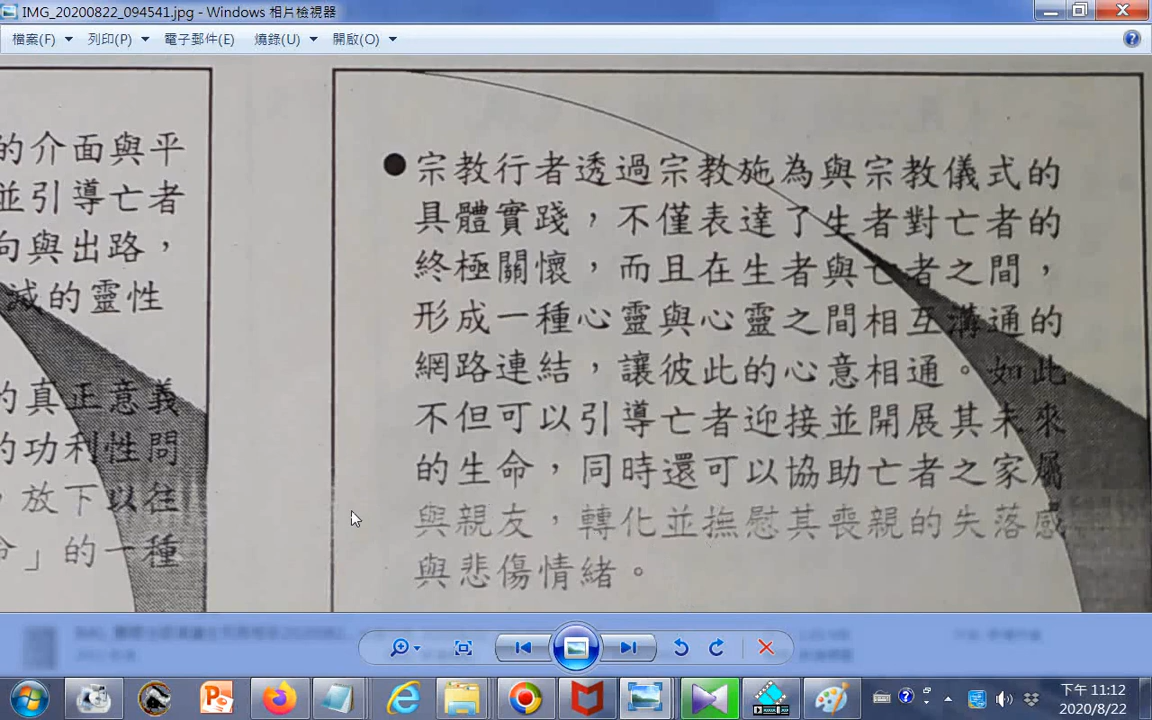 IMG_20200822_094541.jpg - Windows 相片檢視器
檔案(F) 列印(P) 電子郵件(E) 燒錄(U) 開啟(O)
的介面與平
並引導亡者
向與出路，
滅的靈性
的真正意義
的功利性問
，放下以往
命」的一種
●宗教行者透過宗教施為與宗教儀式的
具體實踐，不僅表達了生者對亡者的
終極關懷，而且在生者與亡者之間，
形成一種心靈與心靈之間相互溝通的
網路連結，讓彼此的心意相通。如此
不但可以引導亡者迎接並開展其未來
的生命，同時還可以協助亡者之家屬
與親友，轉化並撫慰其喪親的失落感
與悲傷情緒。
下午 11:12
2020/8/22